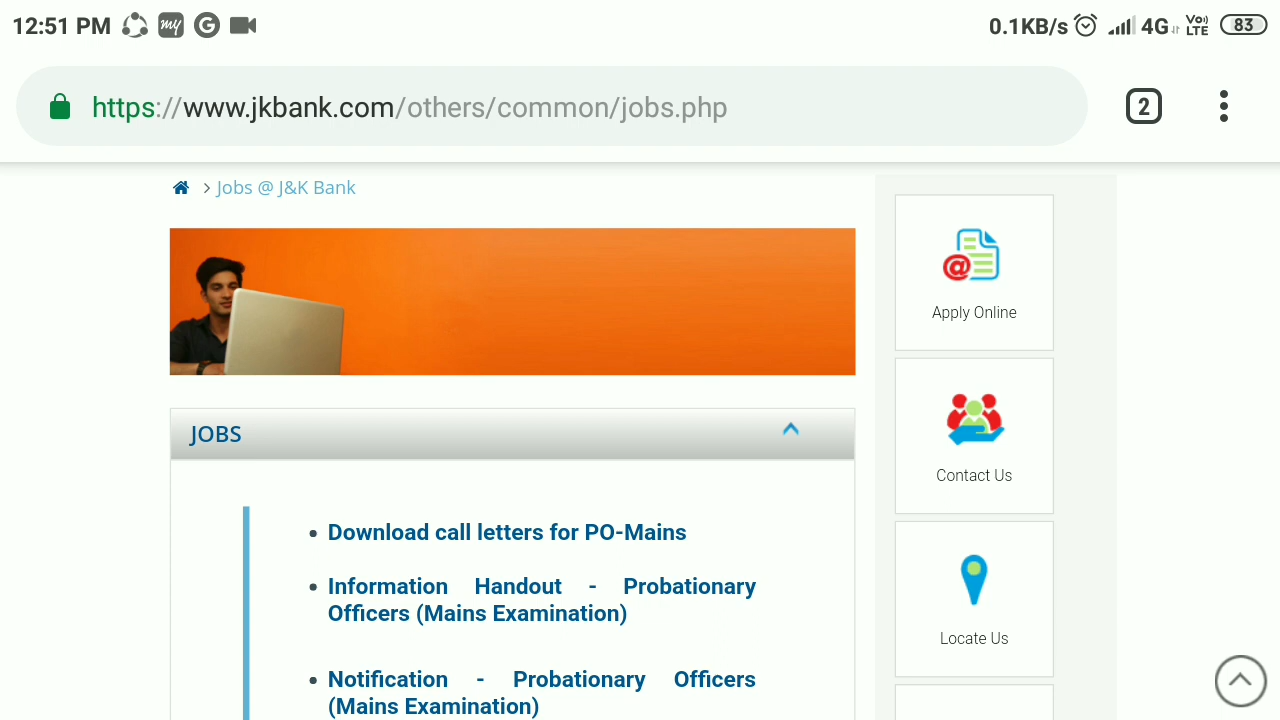 12:51 PM my G 0.1KB/s 4G Vo) LTE 83
https://www.jkbank.com/others/common/jobs.php 2
> Jobs @ J&K Bank
@
Apply Online
Contact Us
JOBS
Download call letters for PO-Mains
Information Handout - Probationary
Officers (Mains Examination)
Locate Us
Notification - Probationary Officers
(Mains Examination)